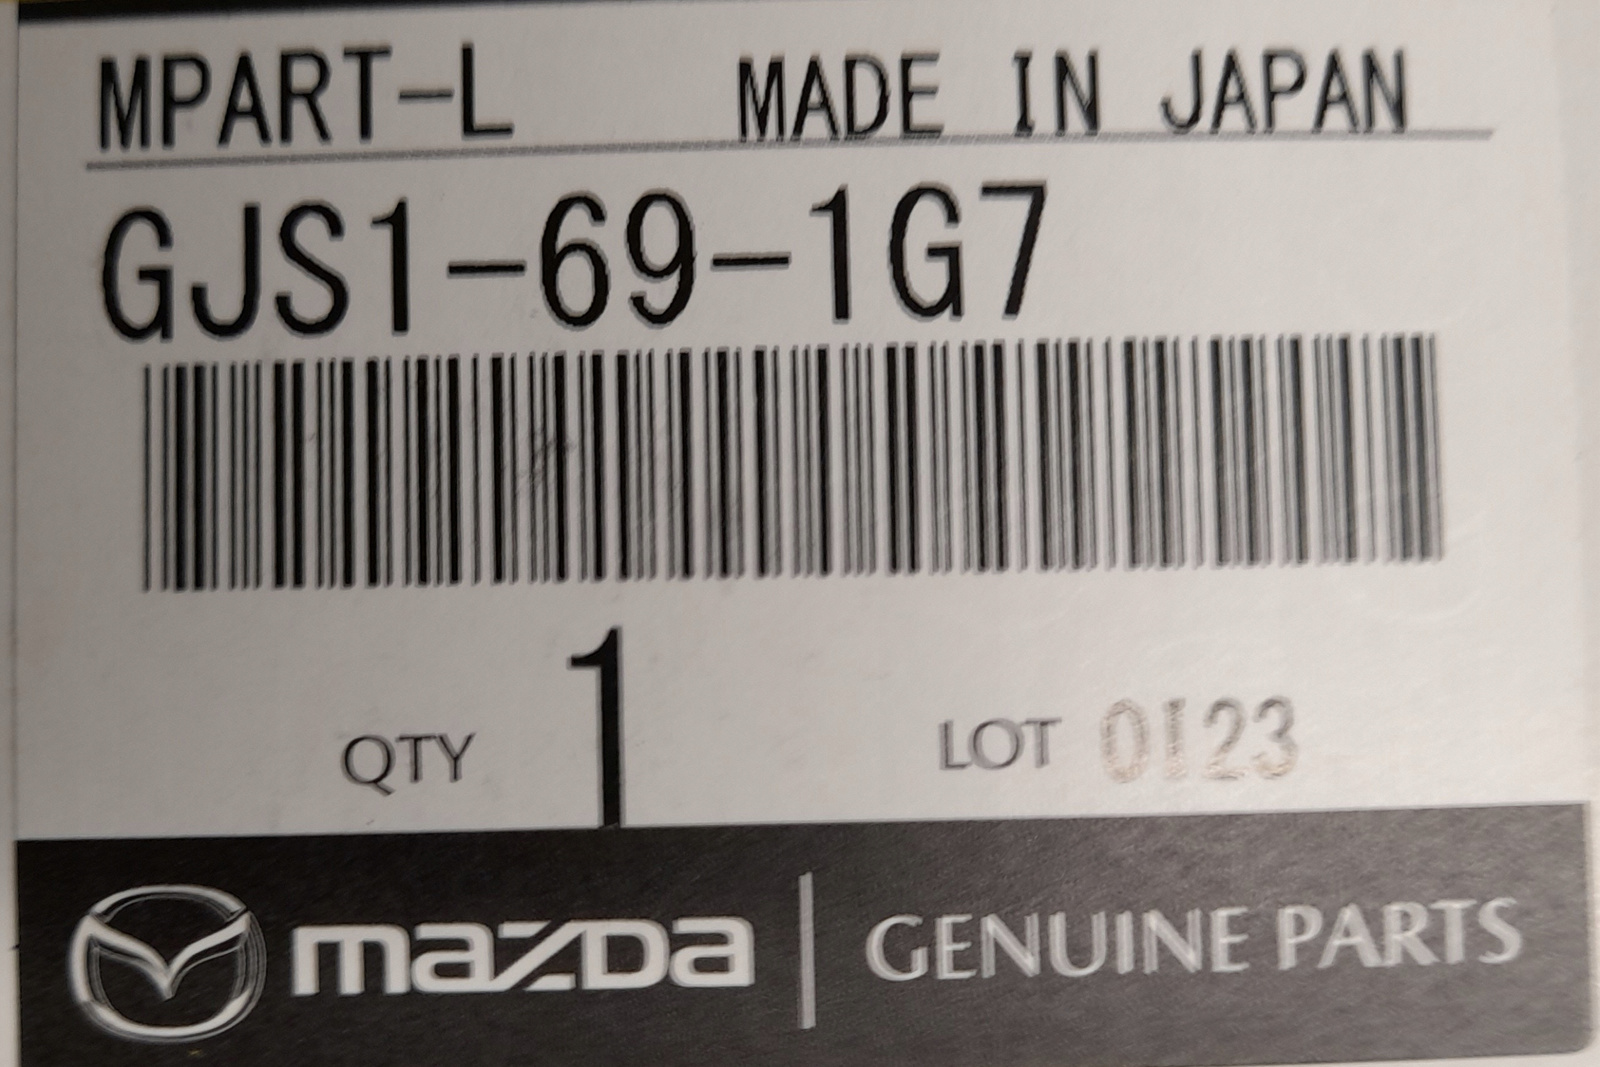 MPART-L MADE IN JAPAN
GJS1-69-1G7
QTY 1 LOT 0123
mazda GENUINE PARTS